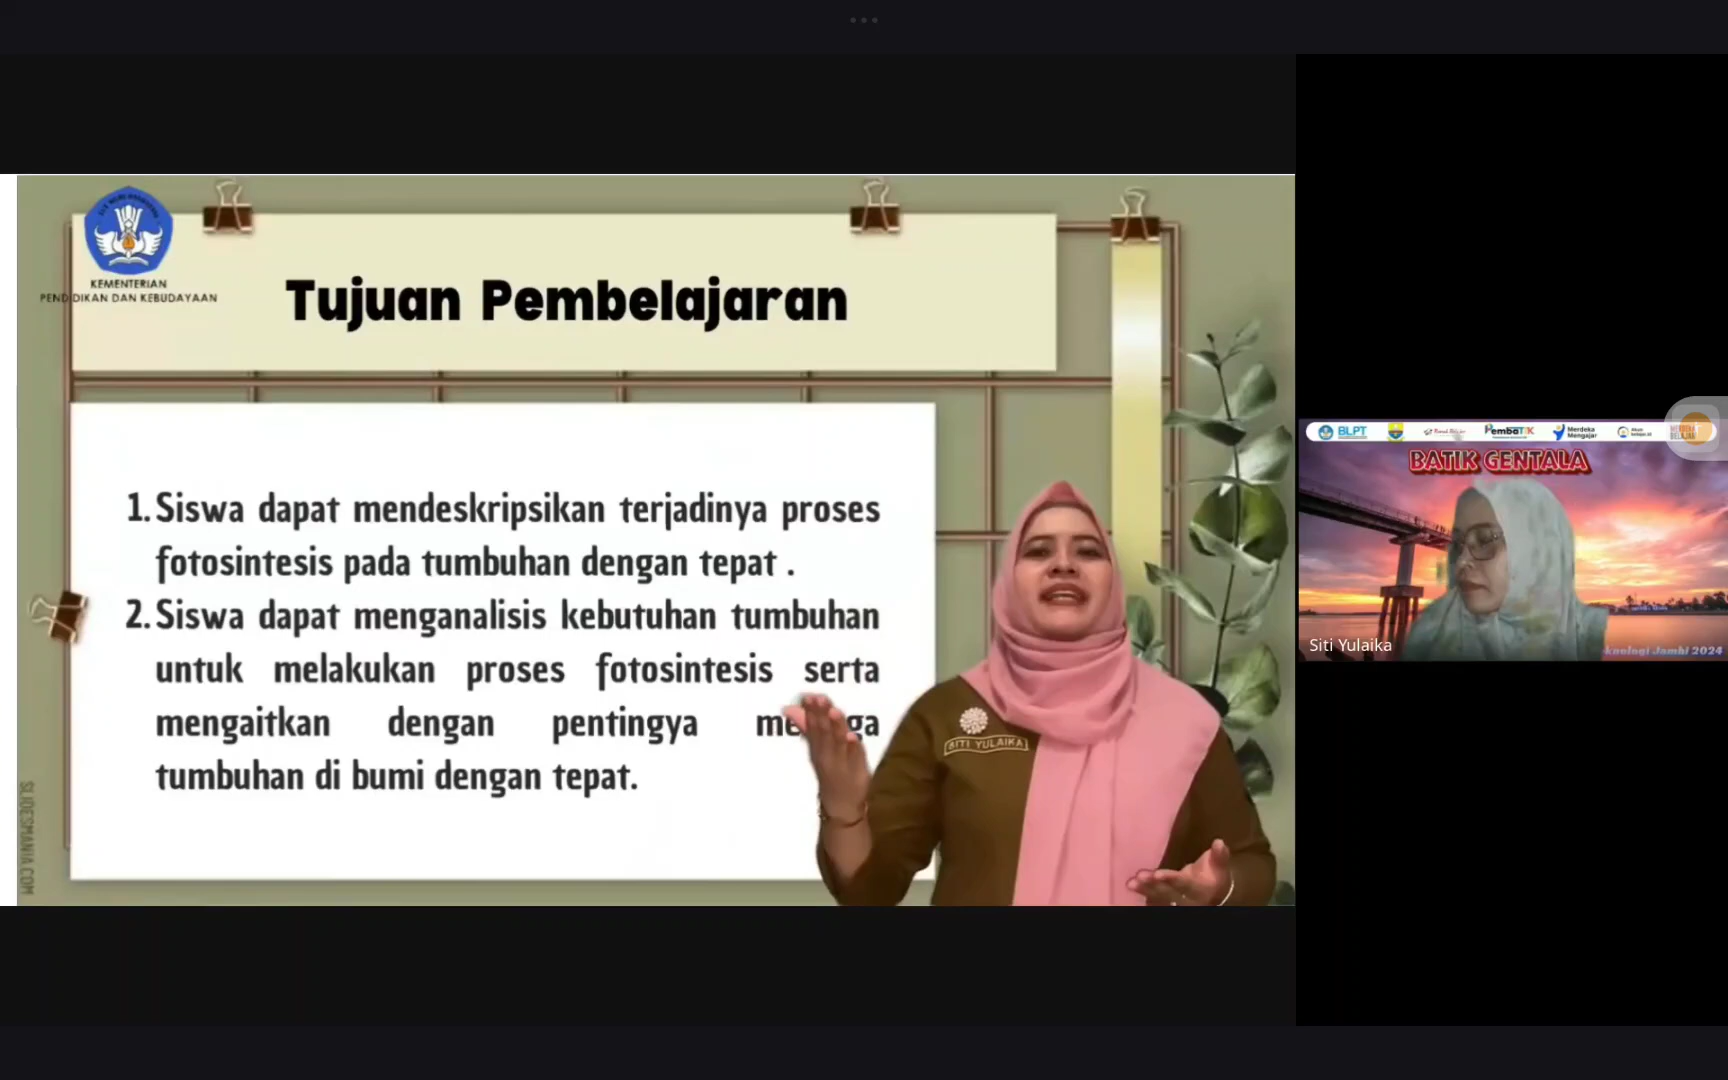 KEMENTERIAN
PENDIDIKAN DAN KEBUDAYAAN
Tujuan Pembelajaran
1. Siswa dapat mendeskripsikan terjadinya proses
fotosintesis pada tumbuhan dengan tepat .
2. Siswa dapat menganalisis kebutuhan tumbuhan
untuk melakukan proses fotosintesis serta
mengaitkan dengan pentingya
tumbuhan di bumi dengan tepat.
SITI YULAIKA
SLIDESMANIA.COM
BLPT
PembaTIK
Merdeka
Mengajar
BATIK GENTALA
Siti Yulaika
Jambi 2024